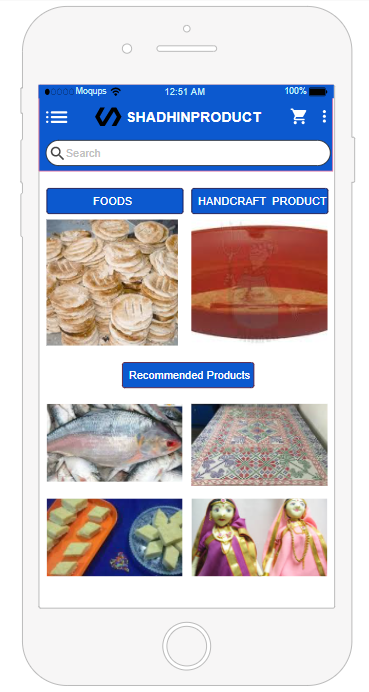 Moqups 12:51 AM 100%
SHADHINPRODUCT
Search
FOODS HANDCRAFT PRODUCT
Recommended Products